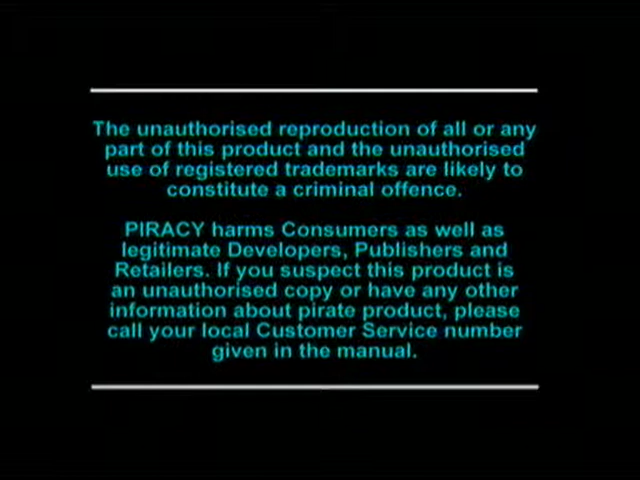 The unauthorised reproduction of all or any
part of this product and the unauthorised
use of registered trademarks are likely to
constitute a criminal offence.
PIRACY harms Consumers as well as
legitimate Developers, Publishers and
Retailers. If you suspect this product is
an unauthorised copy or have any other
information about pirate product, please
call your local Customer Service number
given in the manual.